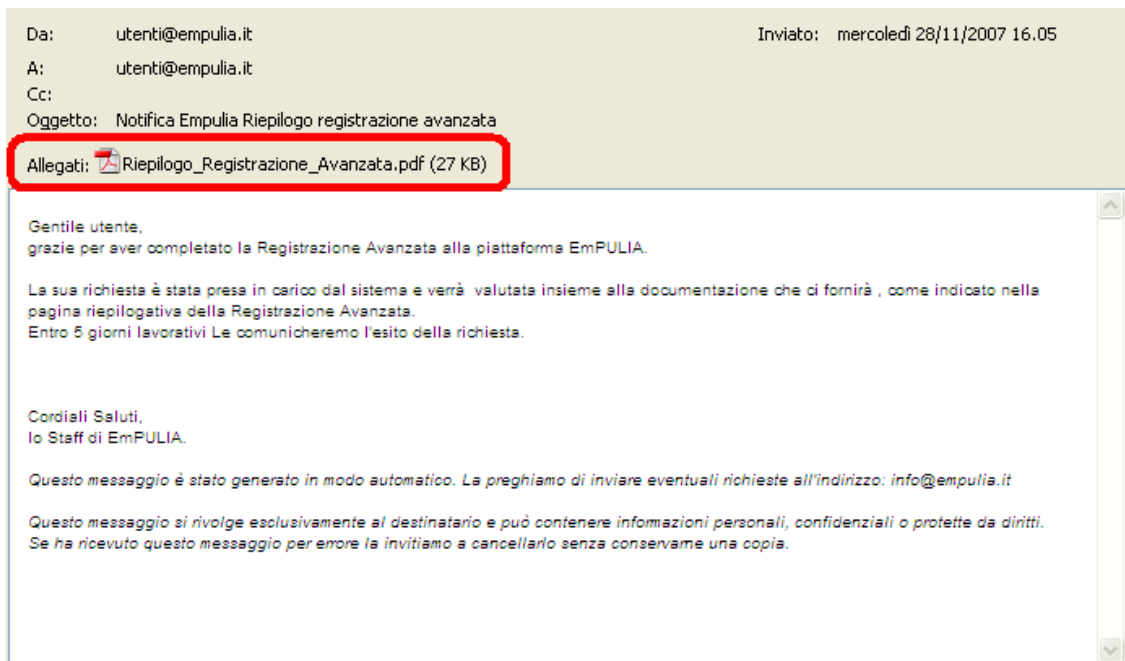 Da: utenti@empulia.it Inviato: mercoledì 28/11/2007 16.05
A: utenti@empulia.it
Cc:
Oggetto: Notifica Empulia Riepilogo registrazione avanzata
Allegati: Riepilogo_Registrazione_Avanzata.pdf (27 KB)
Gentile utente,
grazie per aver completato la Registrazione Avanzata alla piattaforma EmPULIA.
La sua richiesta è stata presa in carico dal sistema e verrà valutata insieme alla documentazione che ci fornirà , come indicato nella
pagina riepilogativa della Registrazione Avanzata.
Entro 5 giorni lavorativi Le comunicheremo l'esito della richiesta.
Cordiali Saluti,
lo Staff di EmPULIA.
Questo messaggio è stato generato in modo automatico. La preghiamo di inviare eventuali richieste all'indirizzo: info@empulia.it
Questo messaggio si rivolge esclusivamente al destinatario e può contenere informazioni personali, confidenziali o protette da diritti.
Se ha ricevuto questo messaggio per errore la invitiamo a cancellarlo senza conservarne una copia.